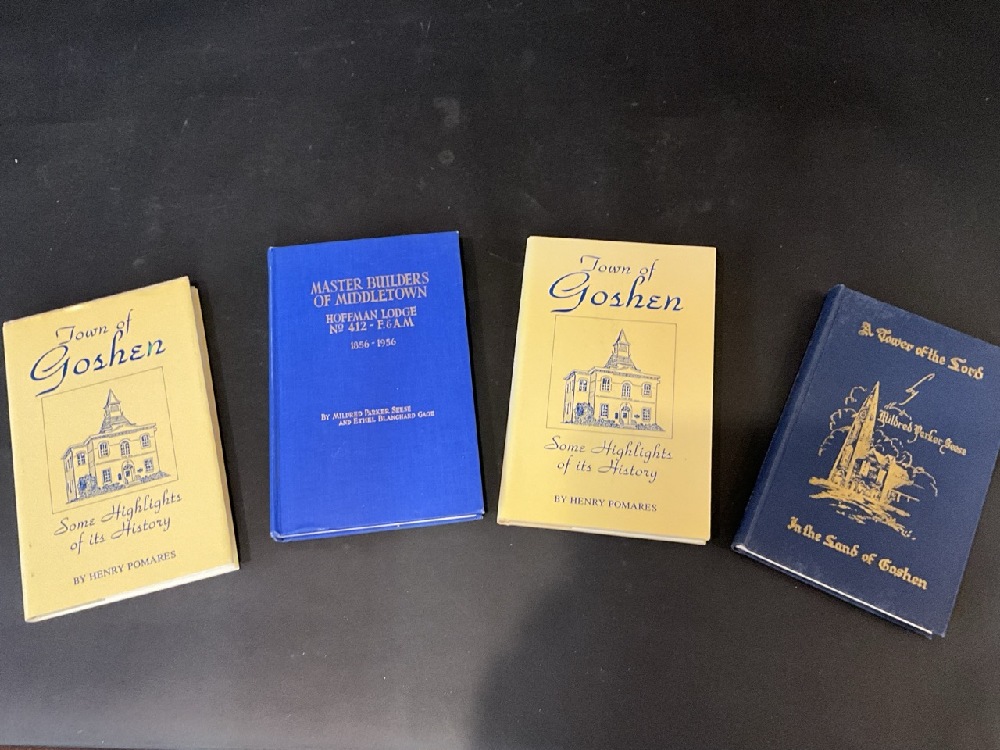 Town of
Goshen
Some Highlights
of its History
BY HENRY POMARES
MASTER BUILDERS
OF MIDDLETOWN
HOFFMAN LODGE
No 412 - F.&A.M
1856 - 1956
BY MILDRED PARKER SEESE
AND ETHEL BLANCHARD GAGE
Town of
Goshen
Some Highlights
of its History
BY HENRY POMARES
A Tower of the Lord
by
Mildred Parker Seese
In the Land of Goshen